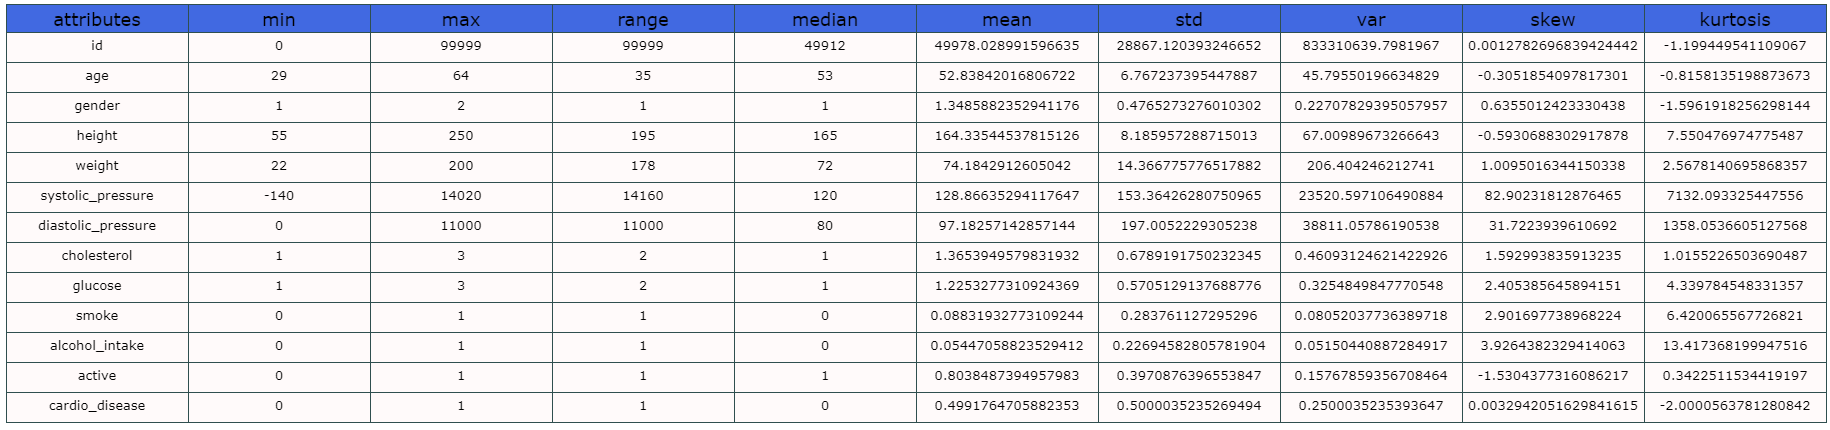 attributes min max range median mean std var skew kurtosis
id 0 99999 99999 49912 49978.028991596635 28867.120393246652 833310639.7981967 0.0012782696839424442 -1.199449541109067
age 29 64 35 53 52.83842016806722 6.767237395447887 45.79550196634829 -0.3051854097817301 -0.8158135198873673
gender 1 2 1 1 1.3485882352941176 0.4765273276010302 0.22707829395057957 0.6355012423330438 -1.5961918256298144
height 55 250 195 165 164.33544537815126 8.185957288715013 67.00989673266643 -0.5930688302917878 7.550476974775487
weight 22 200 178 72 74.1842912605042 14.366775776517882 206.404246212741 1.0095016344150338 2.5678140695868357
systolic_pressure -140 14020 14160 120 128.86635294117647 153.36426280750965 23520.597106490884 82.90231812876465 7132.093325447556
diastolic_pressure 0 11000 11000 80 97.18257142857144 197.0052229305238 38811.05786190538 31.7223939610692 1358.0536605127568
cholesterol 1 3 2 1 1.3653949579831932 0.6789191750232345 0.46093124621422926 1.592993835913235 1.0155226503690487
glucose 1 3 2 1 1.2253277310924369 0.5705129137688776 0.3254849847770548 2.405385645894151 4.339784548331357
smoke 0 1 1 0 0.08831932773109244 0.283761127295296 0.08052037736389718 2.901697738968224 6.420065567726821
alcohol_intake 0 1 1 0 0.05447058823529412 0.22694582805781904 0.05150440887284917 3.9264382329414063 13.417368199947516
active 0 1 1 1 0.8038487394957983 0.3970876396553847 0.15767859356708464 -1.5304377316086217 0.3422511534419197
cardio_disease 0 1 1 0 0.4991764705882353 0.5000035235269494 0.2500035235393647 0.0032942051629841615 -2.0000563781280842